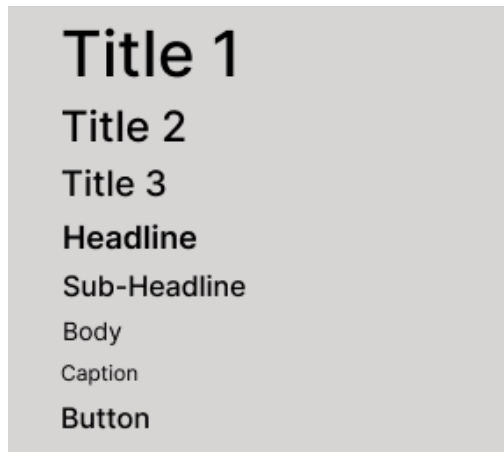 Title 1
Title 2
Title 3
Headline
Sub-Headline
Body
Caption
Button